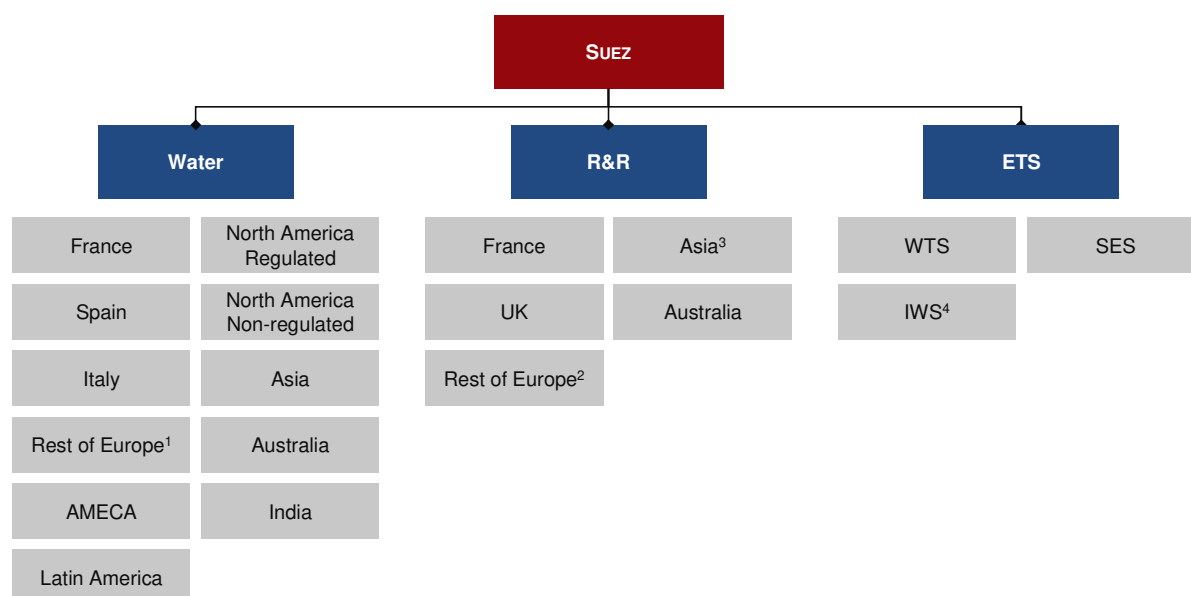 SUEZ
Water
R&R
ETS
France
North America
Regulated
Spain
North America
Non-regulated
Italy
Asia
Rest of Europe¹
Australia
AMECA
India
Latin America
France
Asia³
UK
Australia
Rest of Europe²
WTS
SES
IWS⁴